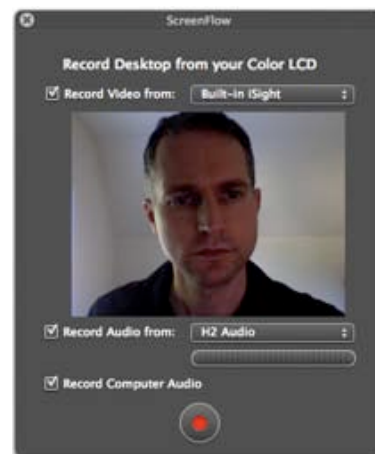 ScreenFlow
Record Desktop from your Color LCD
Record Video from: Built-in iSight
Record Audio from: H2 Audio
Record Computer Audio